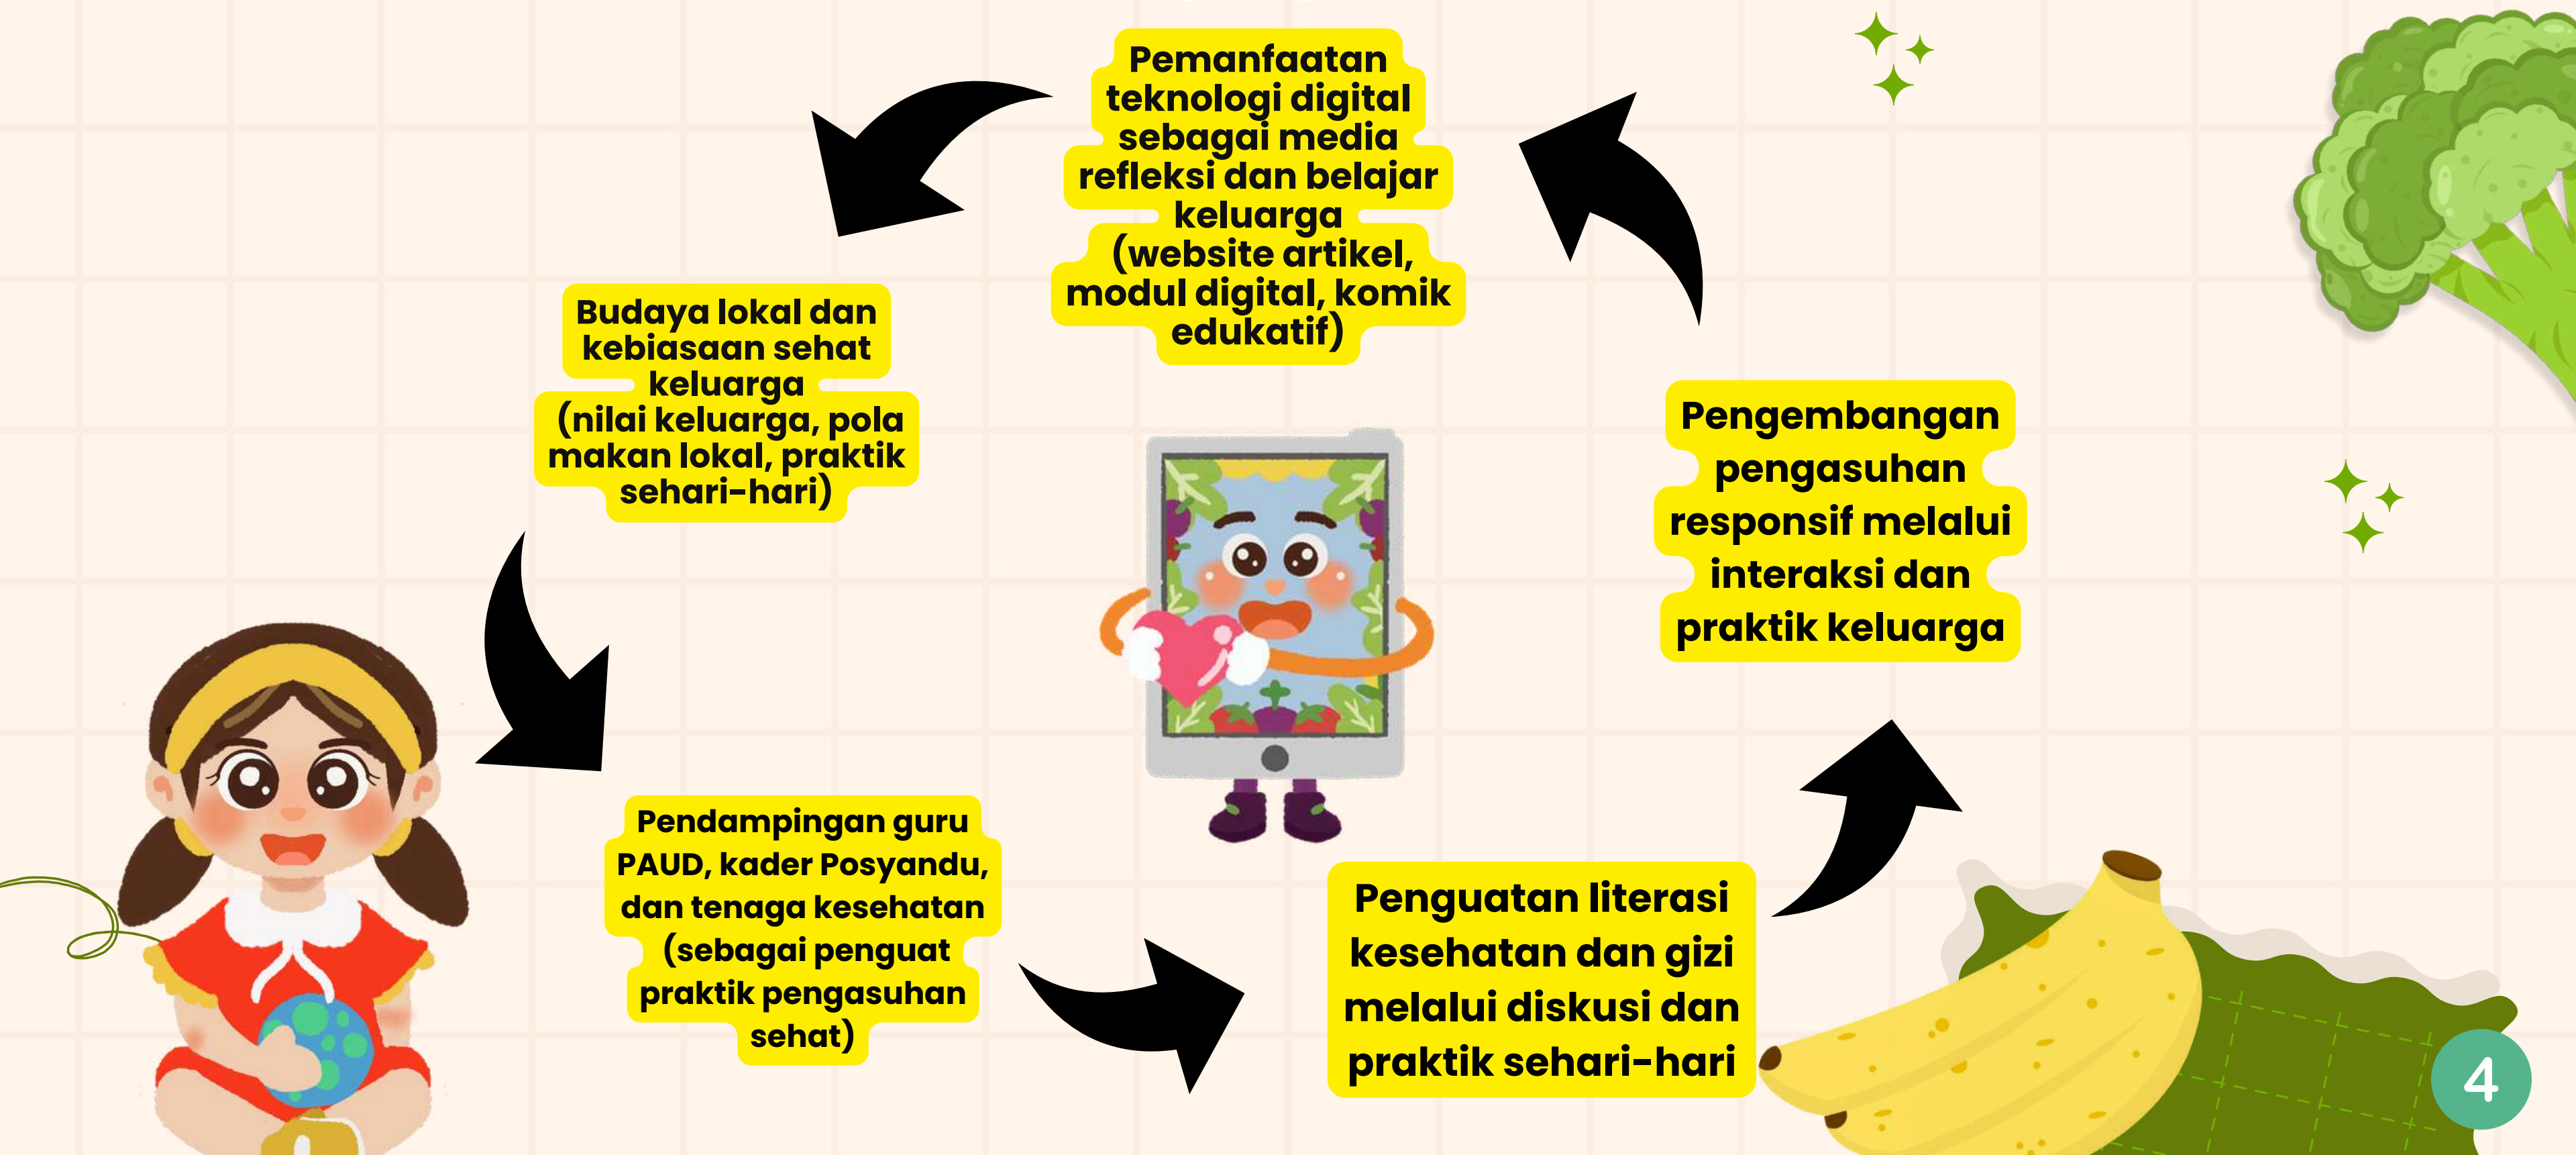 Pemanfaatan
teknologi digital
sebagai media
refleksi dan belajar
keluarga
(website artikel,
modul digital, komik
edukatif)
Budaya lokal dan
kebiasaan sehat
keluarga
(nilai keluarga, pola
makan lokal, praktik
sehari-hari)
Pengembangan
pengasuhan
responsif melalui
interaksi dan
praktik keluarga
Pendampingan guru
PAUD, kader Posyandu,
dan tenaga kesehatan
(sebagai penguat
praktik pengasuhan
sehat)
Penguatan literasi
kesehatan dan gizi
melalui diskusi dan
praktik sehari-hari
4